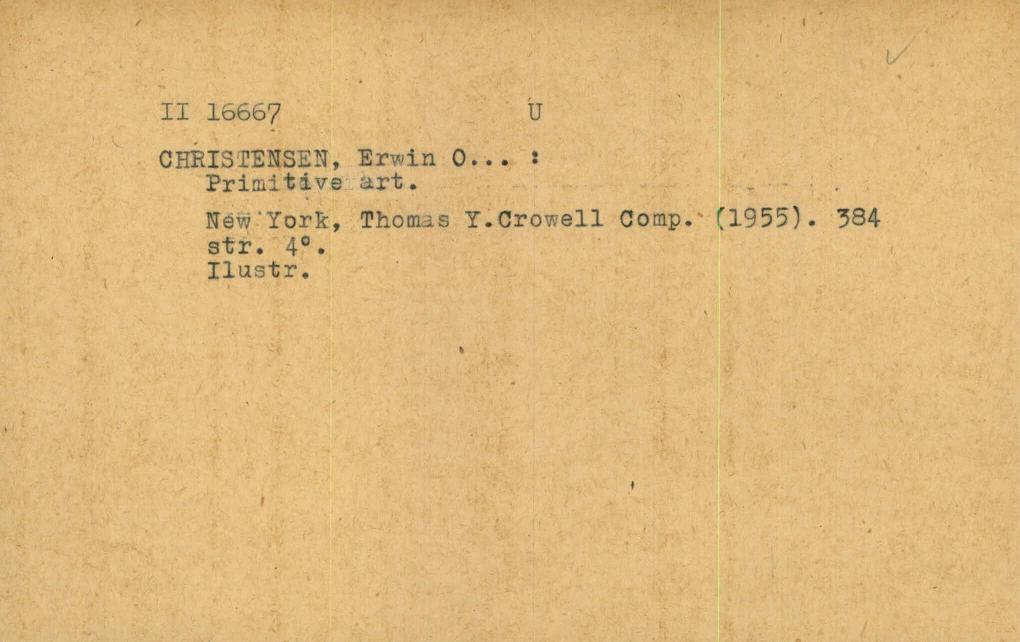 II 16667 U
CHRISTENSEN, Erwin O... :
Primitive art.
New York, Thomas Y.Crowell Comp. (1955). 384
str. 4°.
Ilustr.